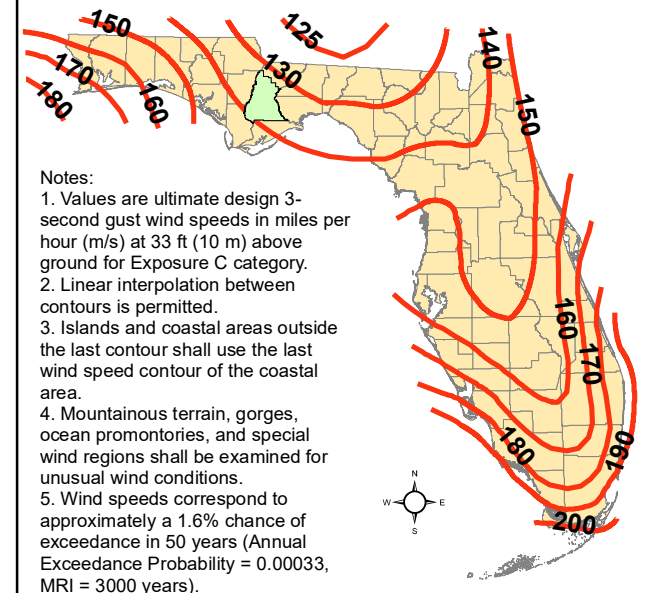 150
125
140
170
130
180
160
150
Notes:
1. Values are ultimate design 3-
second gust wind speeds in miles per
hour (m/s) at 33 ft (10 m) above
ground for Exposure C category.
2. Linear interpolation between
contours is permitted.
3. Islands and coastal areas outside
the last contour shall use the last
wind speed contour of the coastal
area.
4. Mountainous terrain, gorges,
ocean promontories, and special
wind regions shall be examined for
unusual wind conditions.
5. Wind speeds correspond to
approximately a 1.6% chance of
exceedance in 50 years (Annual
Exceedance Probability = 0.00033,
MRI = 3000 years).
160
170
180
190
200
N
W E
S